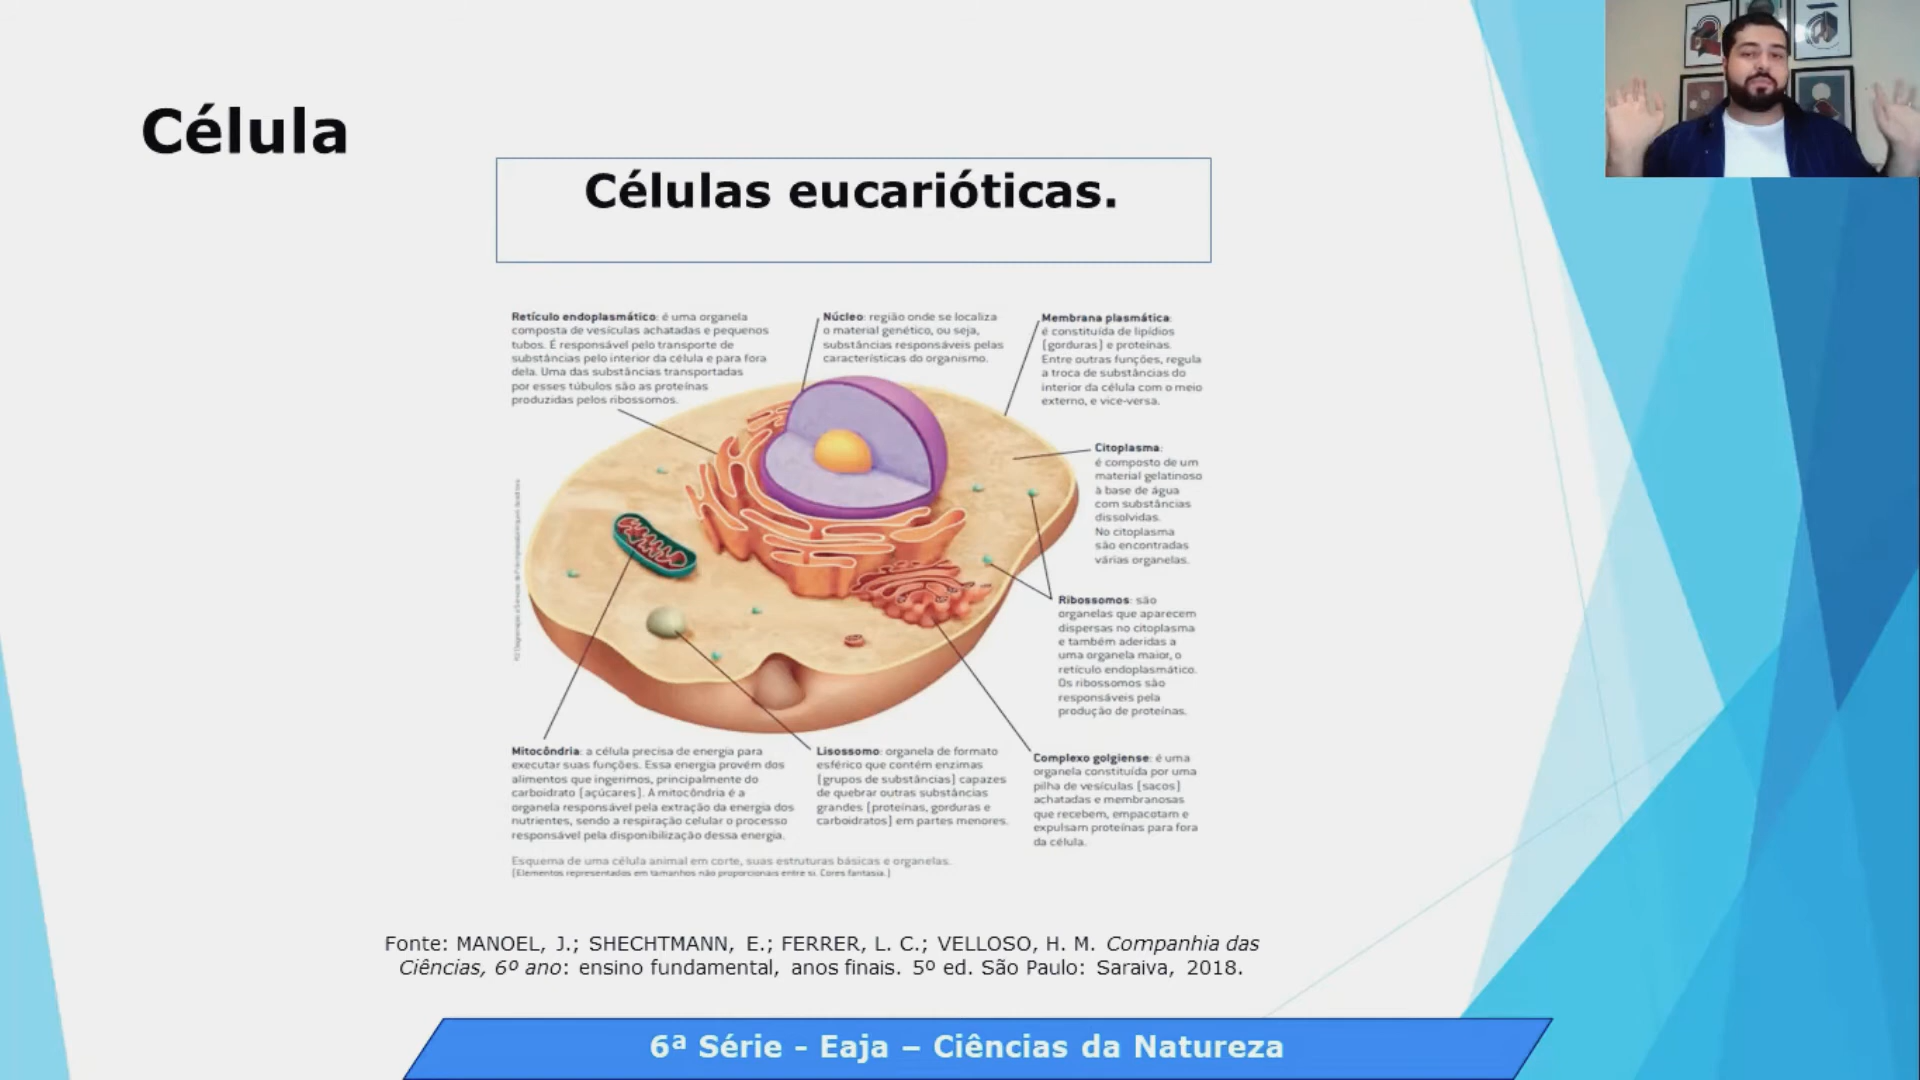 Célula
Células eucarióticas.
Retículo endoplasmático: é uma organela
composta de vesículas achatadas e pequenos
tubos. É responsável pelo transporte de
substâncias pelo interior da célula e para fora
dela. Uma das substâncias transportadas
por esses túbulos são as proteínas
produzidas pelos ribossomos.
Núcleo: região onde se localiza
o material genético, ou seja,
substâncias responsáveis pelas
características do organismo.
Membrana plasmática:
é constituída de lipídios
[gorduras] e proteínas.
Entre outras funções, regula
a troca de substâncias do
interior da célula com o meio
externo, e vice-versa.
Citoplasma:
é composto de um
material gelatinoso
à base de água
com substâncias
dissolvidas.
No citoplasma
são encontradas
várias organelas.
Ribossomos: são
organelas que aparecem
dispersas no citoplasma
e também aderidas a
uma organela maior, o
retículo endoplasmático.
Os ribossomos são
responsáveis pela
produção de proteínas.
Mitocôndria: a célula precisa de energia para
executar suas funções. Essa energia provém dos
alimentos que ingerimos, principalmente do
carboidrato [açúcares]. A mitocôndria é a
organela responsável pela extração da energia dos
nutrientes, sendo a respiração celular o processo
responsável pela disponibilização dessa energia.
Lisossomo: organela de formato
esférico que contém enzimas
[grupos de substâncias] capazes
de quebrar outras substâncias
grandes [proteínas, gorduras e
carboidratos] em partes menores.
Complexo golgiense: é uma
organela constituída por uma
pilha de vesículas [sacos]
achatadas e membranosas
que recebem, empacotam e
expulsam proteínas para fora
da célula.
Esquema de uma célula animal em corte, suas estruturas básicas e organelas.
[Elementos representados em tamanhos não proporcionais entre si. Cores fantasia.]
Fonte: MANOEL, J.; SHECHTMANN, E.; FERRER, L. C.; VELLOSO, H. M. Companhia das
Ciências, 6º ano: ensino fundamental, anos finais. 5º ed. São Paulo: Saraiva, 2018.
6ª Série - Eaja – Ciências da Natureza